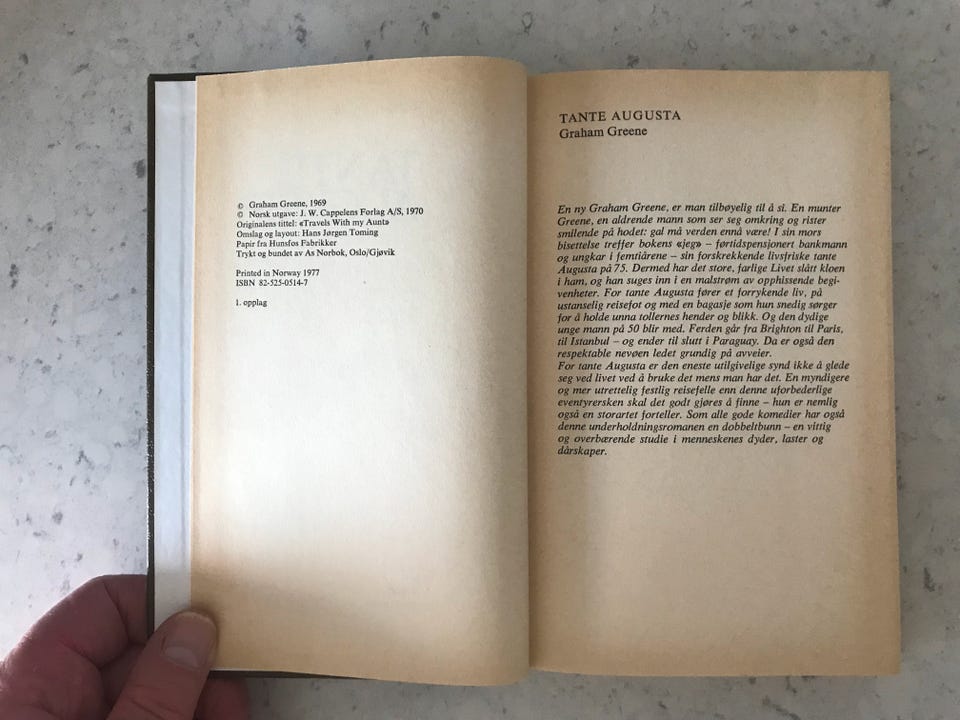 © Graham Greene, 1969
© Norsk utgave: J. W. Cappelens Forlag A/S, 1970
Originalens tittel: «Travels With my Aunt»
Omslag og layout: Hans Jørgen Toming
Papir fra Hunsfos Fabrikker
Trykt og bundet av As Norbok, Oslo/Gjøvik
Printed in Norway 1977
ISBN 82-525-0514-7
1. opplag
TANTE AUGUSTA
Graham Greene
En ny Graham Greene, er man tilbøyelig til å si. En munter
Greene, en aldrende mann som ser seg omkring og rister
smilende på hodet: gal må verden ennå være! I sin mors
bisettelse treffer bokens «jeg» – førtidspensjonert bankmann
og ungkar i femtiårene – sin forskrekkende livsfriske tante
Augusta på 75. Dermed har det store, farlige Livet slått kloen
i ham, og han suges inn i en malstrøm av opphissende begi-
venheter. For tante Augusta fører et forrykende liv, på
ustanselig reisefot og med en bagasje som hun snedig sørger
for å holde unna tollernes hender og blikk. Og den dydige
unge mann på 50 blir med. Ferden går fra Brighton til Paris,
til Istanbul – og ender til slutt i Paraguay. Da er også den
respektable nevøen ledet grundig på avveier.
For tante Augusta er den eneste utilgivelige synd ikke å glede
seg ved livet ved å bruke det mens man har det. En myndigere
og mer utrettelig festlig reisefelle enn denne uforbederlige
eventyrersken skal det godt gjøres å finne – hun er nemlig
også en storartet forteller. Som alle gode komedier har også
denne underholdningsromanen en dobbeltbunn – en vittig
og overbærende studie i menneskenes dyder, laster og
dårskaper.